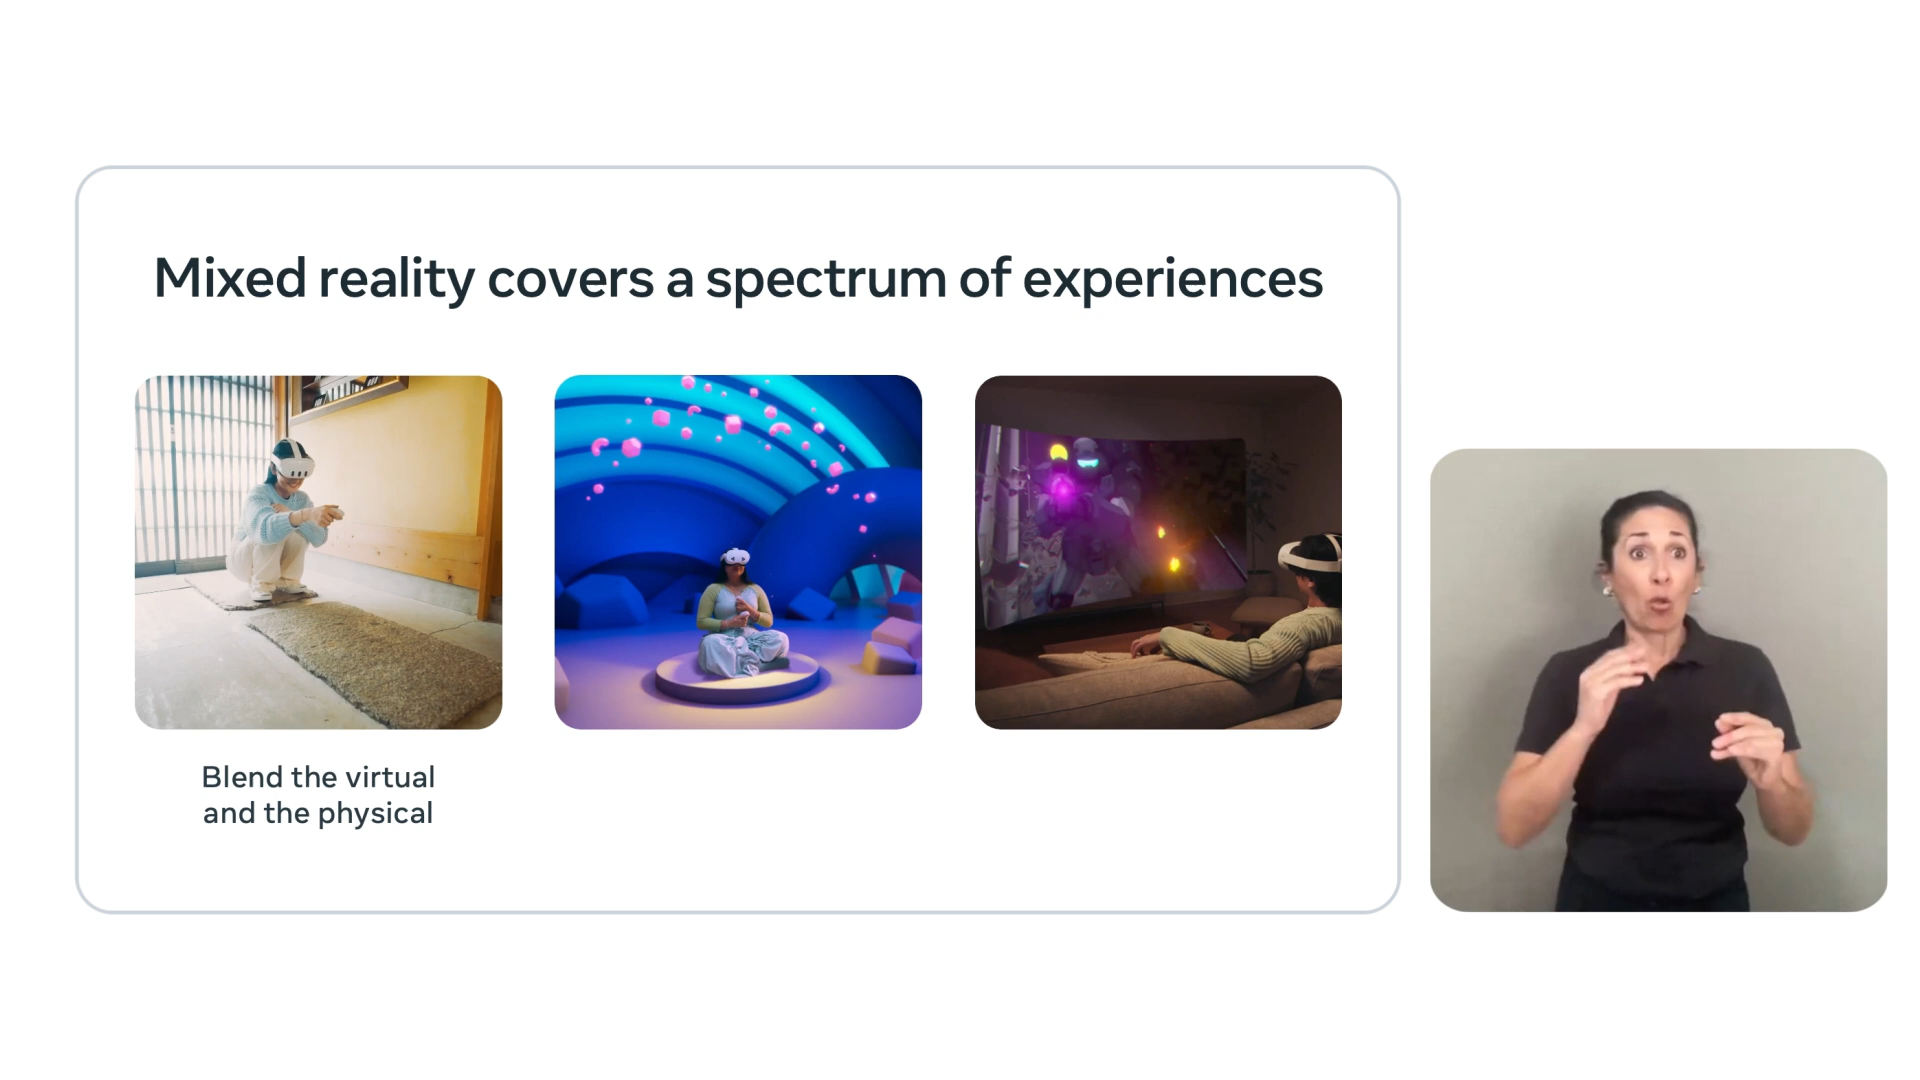 Mixed reality covers a spectrum of experiences
Blend the virtual
and the physical